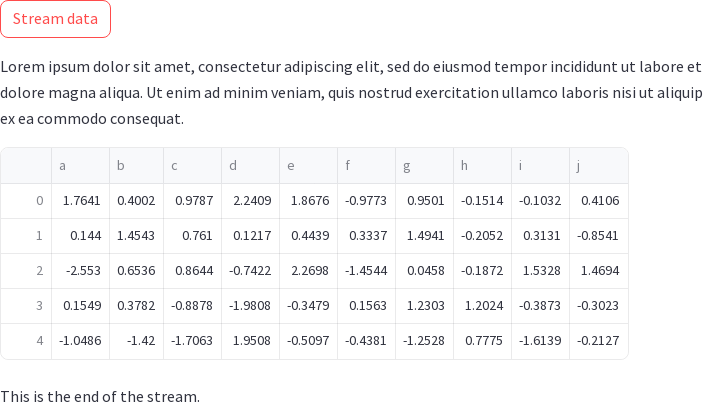 Stream data
Lorem ipsum dolor sit amet, consectetur adipiscing elit, sed do eiusmod tempor incididunt ut labore et
dolore magna aliqua. Ut enim ad minim veniam, quis nostrud exercitation ullamco laboris nisi ut aliquip
ex ea commodo consequat.
a b c d e f g h i j
0 1.7641 0.4002 0.9787 2.2409 1.8676 -0.9773 0.9501 -0.1514 -0.1032 0.4106
1 0.144 1.4543 0.761 0.1217 0.4439 0.3337 1.4941 -0.2052 0.3131 -0.8541
2 -2.553 0.6536 0.8644 -0.7422 2.2698 -1.4544 0.0458 -0.1872 1.5328 1.4694
3 0.1549 0.3782 -0.8878 -1.9808 -0.3479 0.1563 1.2303 1.2024 -0.3873 -0.3023
4 -1.0486 -1.42 -1.7063 1.9508 -0.5097 -0.4381 -1.2528 0.7775 -1.6139 -0.2127
This is the end of the stream.